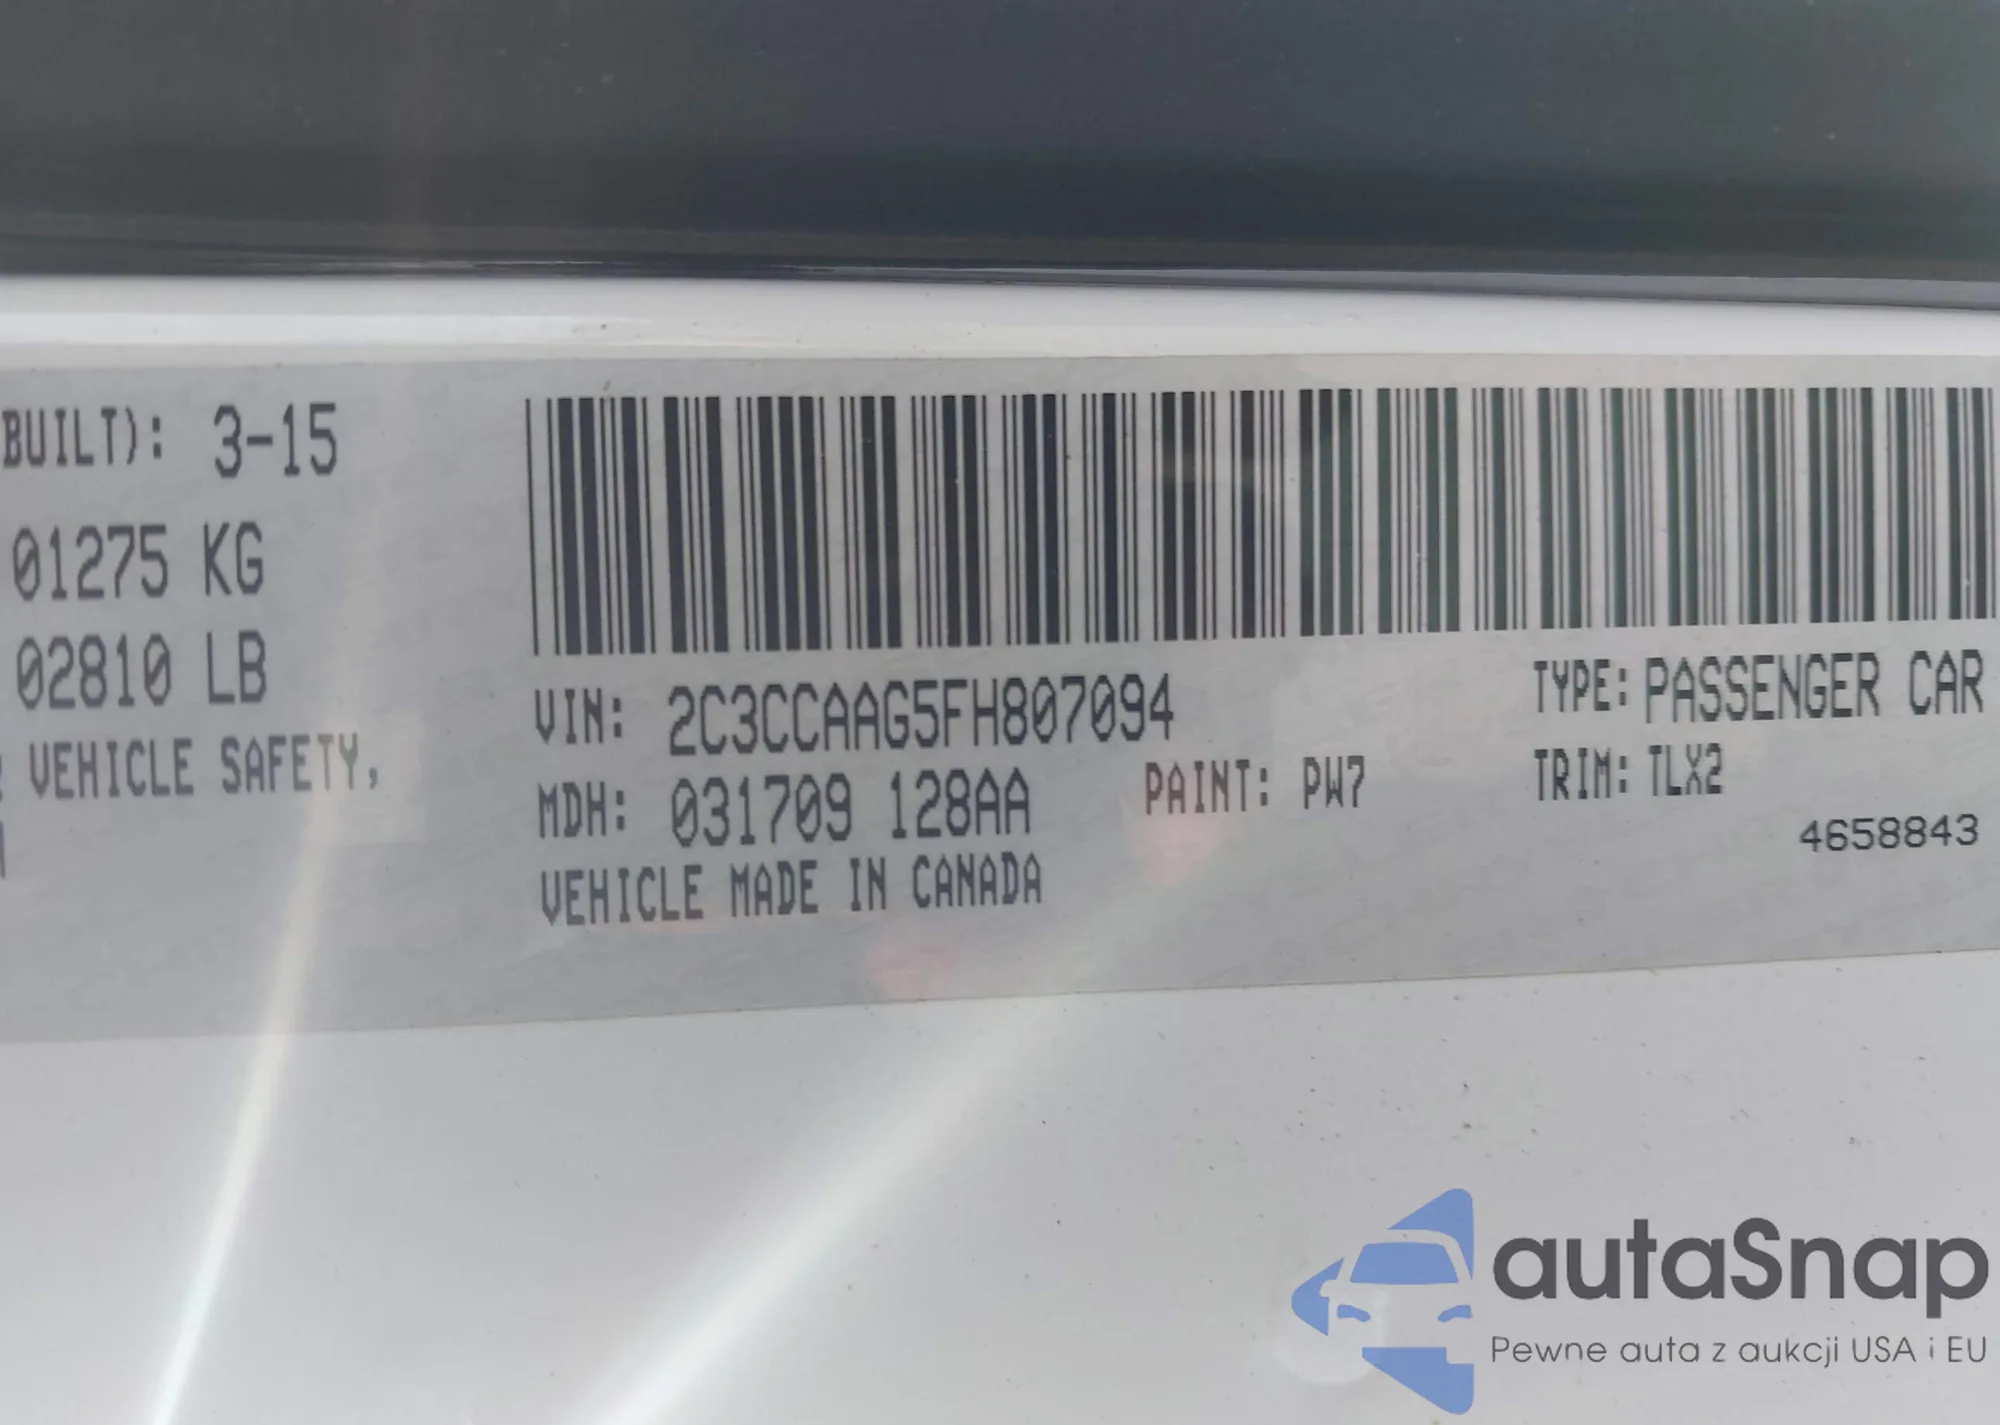 BUILT): 3-15
01275 KG
02810 LB
VEHICLE SAFETY,
VIN: 2C3CCAAG5FH807094
TYPE: PASSENGER CAR
MDH: 031709 128AA
PAINT: PW7
TRIM: TLX2
4658843
VEHICLE MADE IN CANADA
autaSnap
Pewne auta z aukcji USA i EU